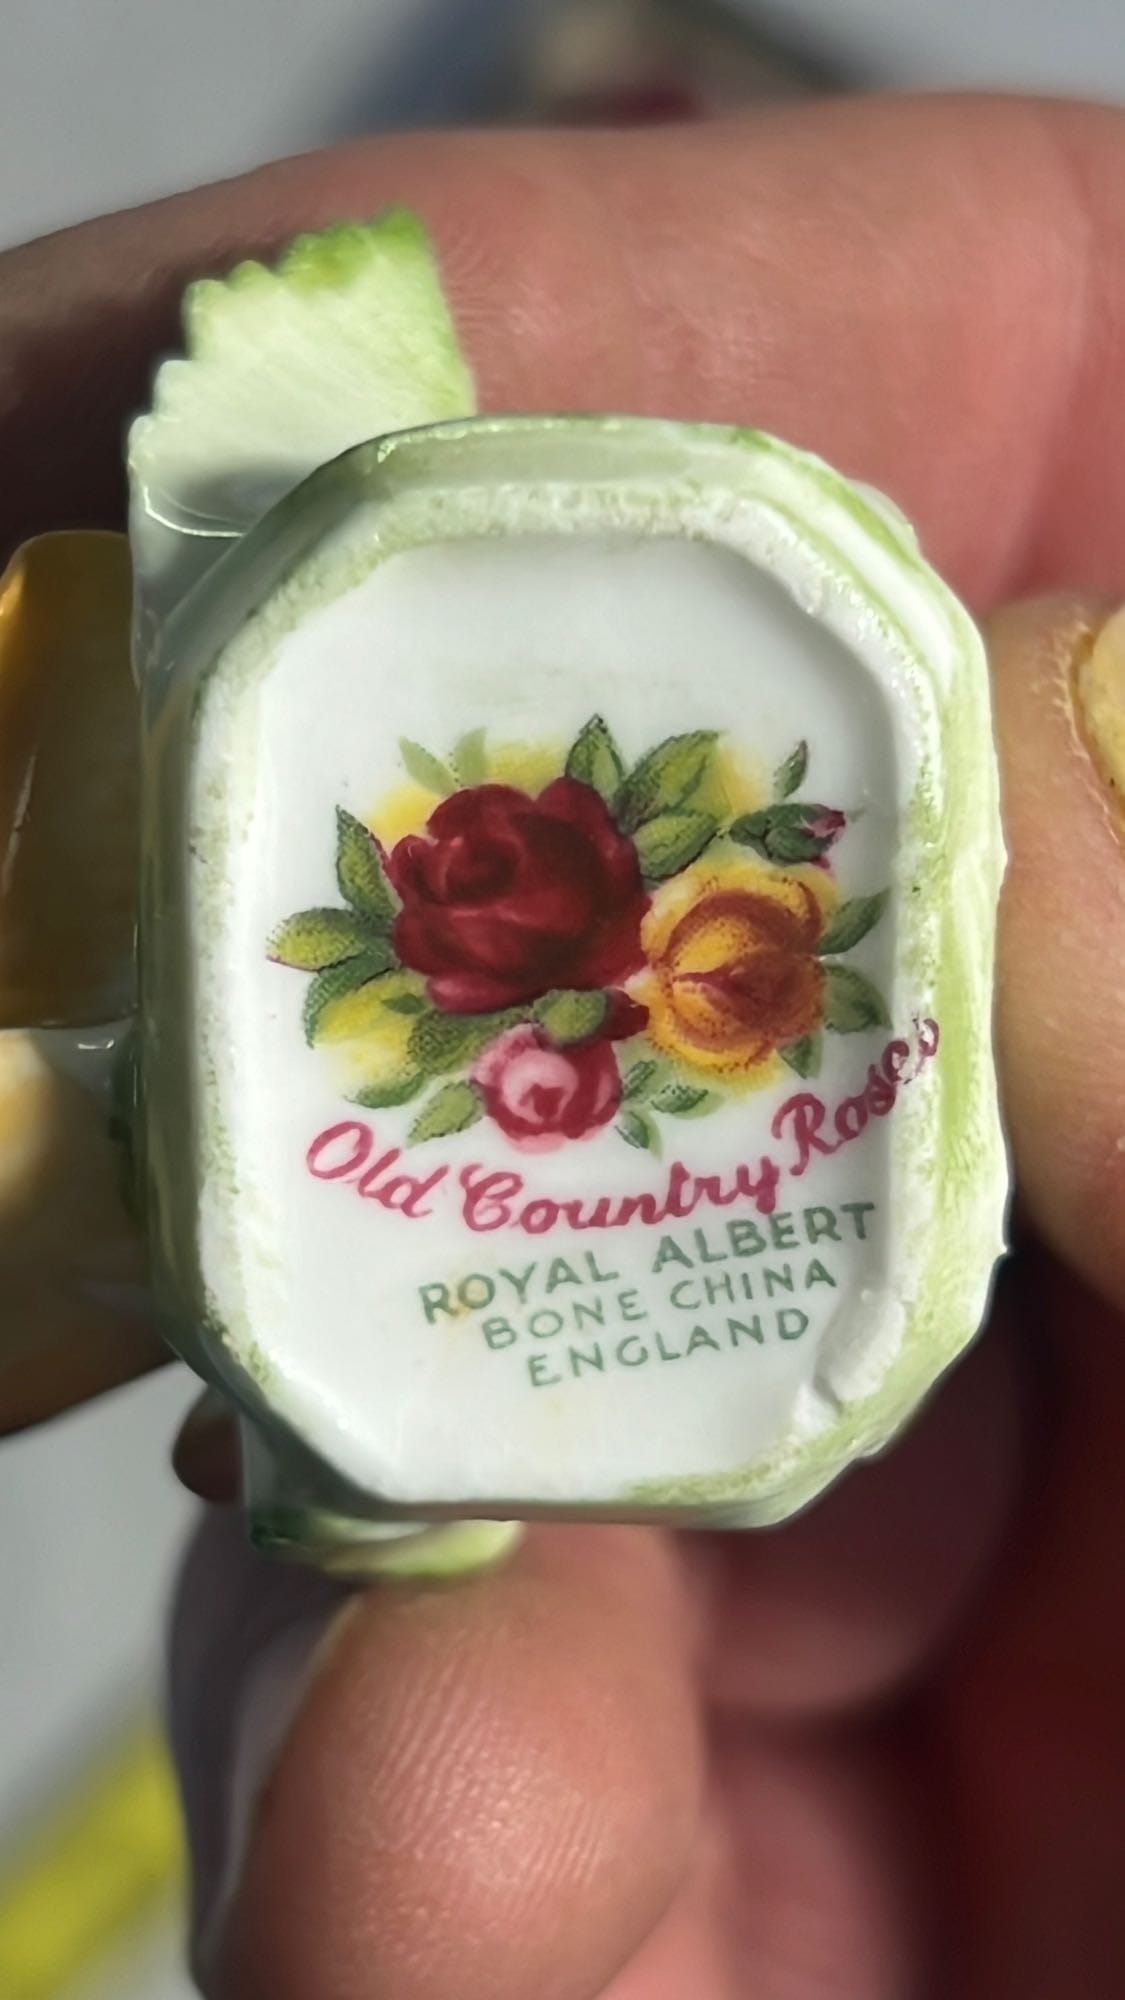 Old Country Roses
ROYAL ALBERT
BONE CHINA
ENGLAND